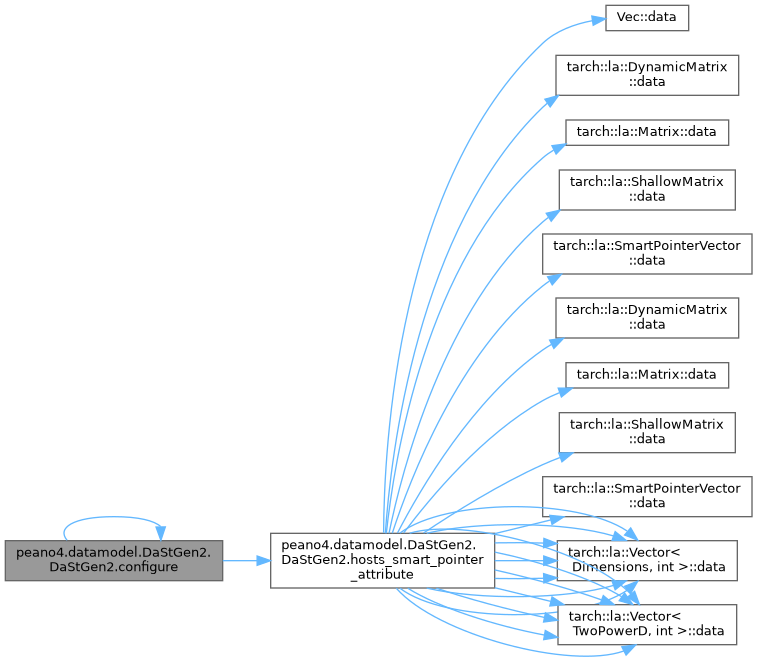 Vec::data
tarch::la::DynamicMatrix
::data
tarch::la::Matrix::data
tarch::la::ShallowMatrix
::data
tarch::la::SmartPointerVector
::data
tarch::la::DynamicMatrix
::data
tarch::la::Matrix::data
tarch::la::ShallowMatrix
::data
tarch::la::SmartPointerVector
::data
peano4.datamodel.DaStGen2.
DaStGen2.configure
peano4.datamodel.DaStGen2.
DaStGen2.hosts_smart_pointer
_attribute
tarch::la::Vector<
Dimensions, int >::data
tarch::la::Vector<
TwoPowerD, int >::data